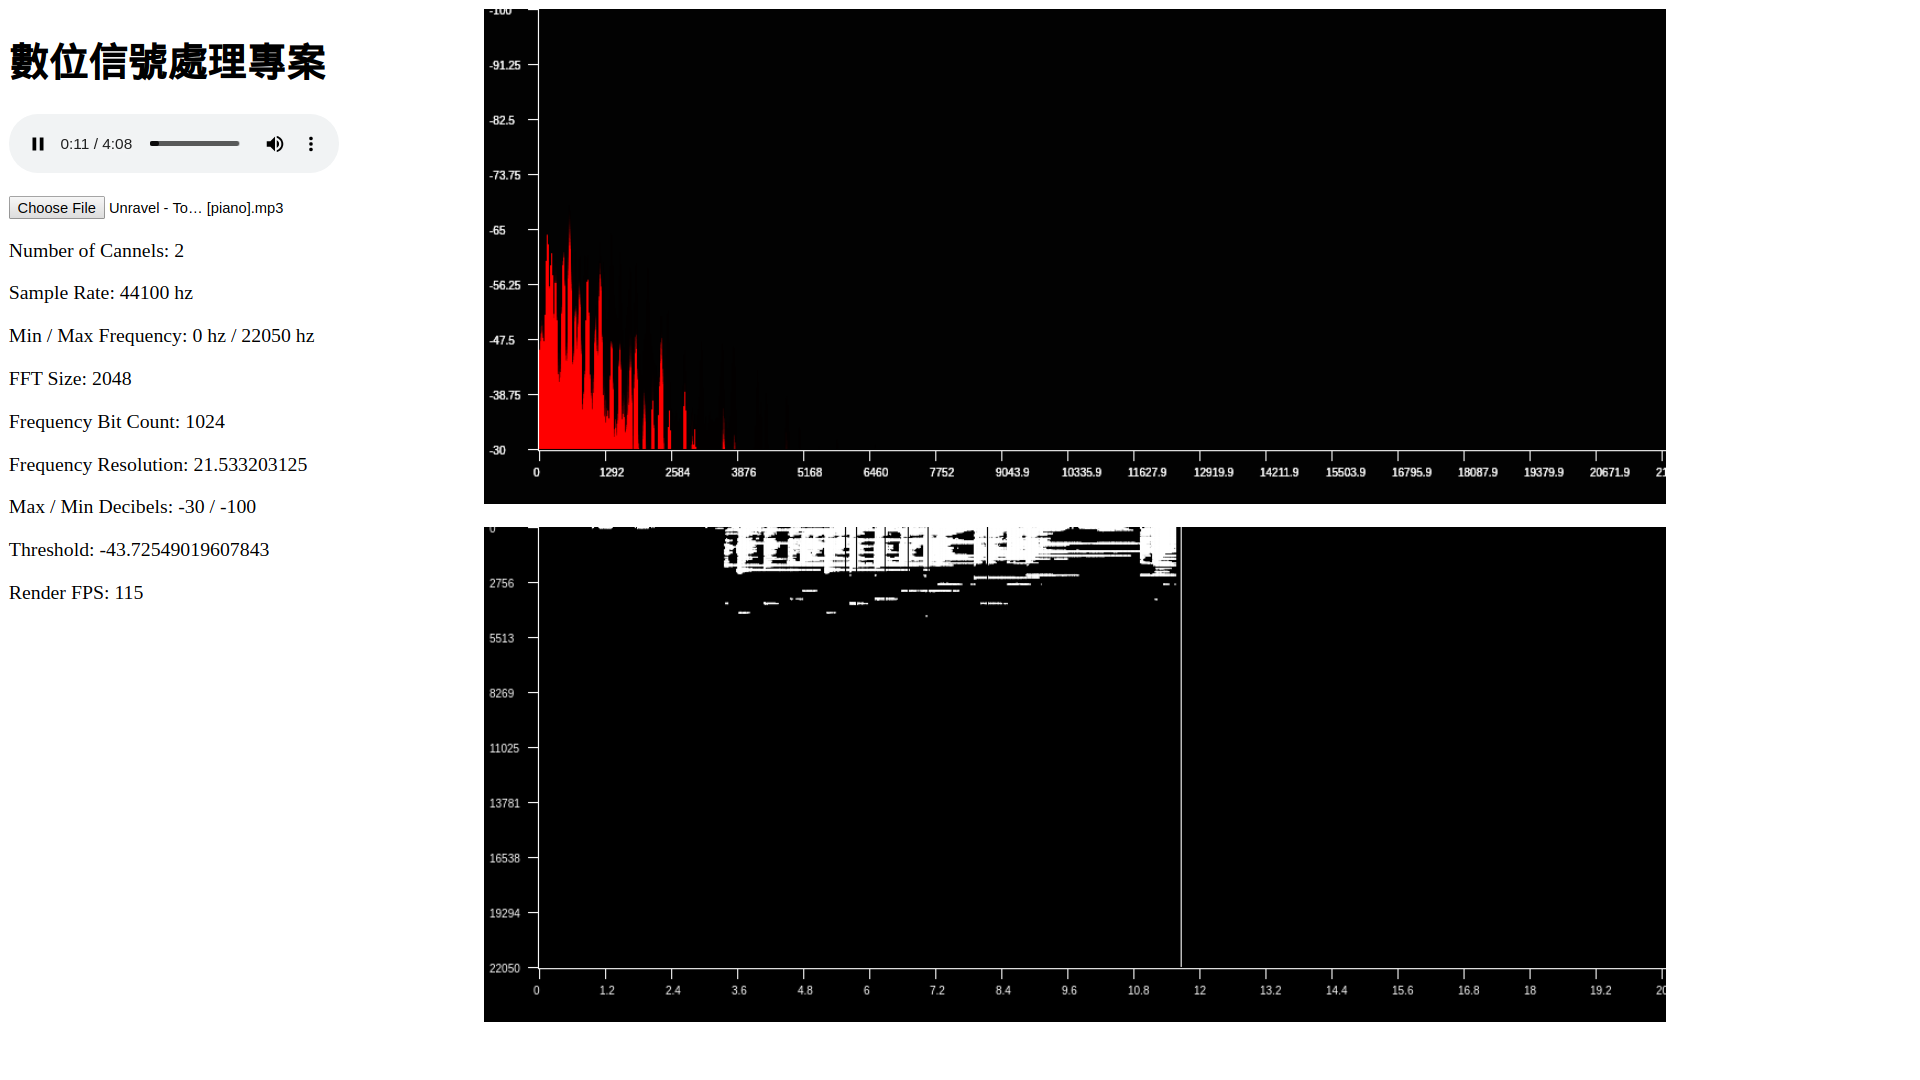 數位信號處理專案
0:11 / 4:08
Choose File Unravel - To... [piano].mp3
Number of Cannels: 2
Sample Rate: 44100 hz
Min / Max Frequency: 0 hz / 22050 hz
FFT Size: 2048
Frequency Bit Count: 1024
Frequency Resolution: 21.533203125
Max / Min Decibels: -30 / -100
Threshold: -43.72549019607843
Render FPS: 115
-100
-91.25
-82.5
-73.75
-65
-56.25
-47.5
-38.75
-30
0 1292 2584 3876 5168 6460 7752 9043.9 10335.9 11627.9 12919.9 14211.9 15503.9 16795.9 18087.9 19379.9 20671.9 21
0
2756
5513
8269
11025
13781
16538
19294
22050
0 1.2 2.4 3.6 4.8 6 7.2 8.4 9.6 10.8 12 13.2 14.4 15.6 16.8 18 19.2 20